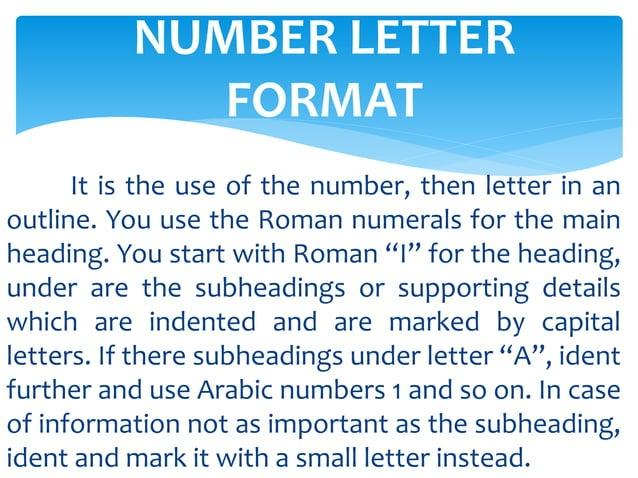 NUMBER LETTER
FORMAT
It is the use of the number, then letter in an
outline. You use the Roman numerals for the main
heading. You start with Roman “I” for the heading,
under are the subheadings or supporting details
which are indented and are marked by capital
letters. If there subheadings under letter “A”, ident
further and use Arabic numbers 1 and so on. In case
of information not as important as the subheading,
ident and mark it with a small letter instead.